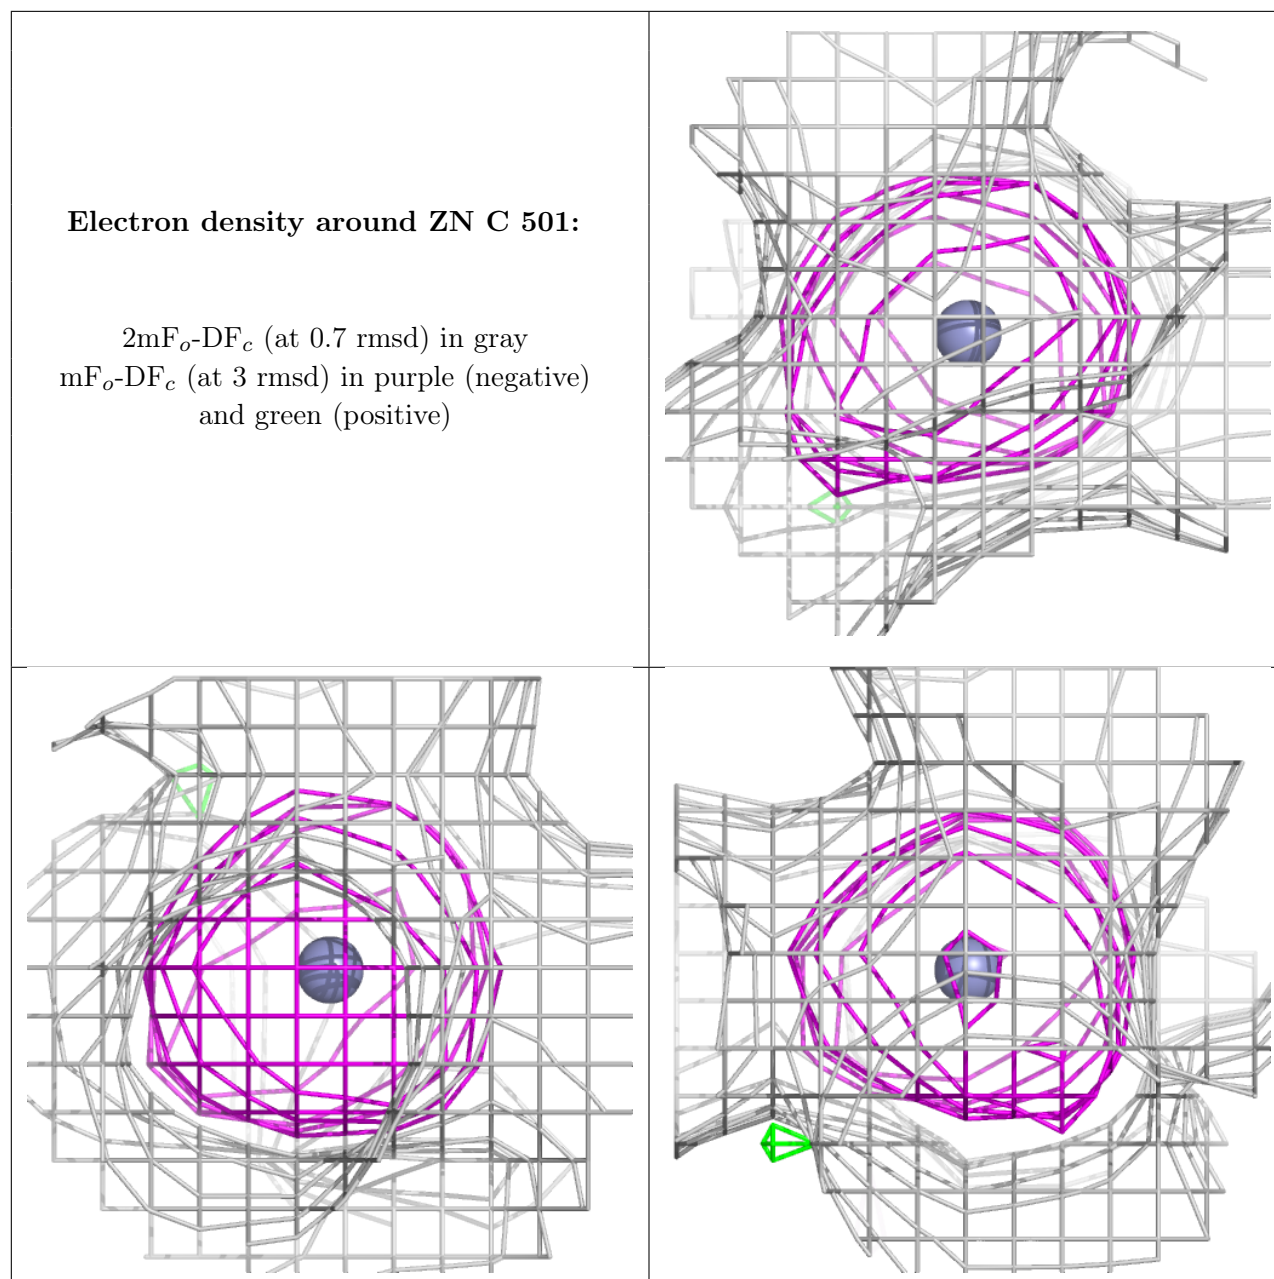 Electron density around ZN C 501:
2mFo-DFc (at 0.7 rmsd) in gray
mFo-DFc (at 3 rmsd) in purple (negative)
and green (positive)